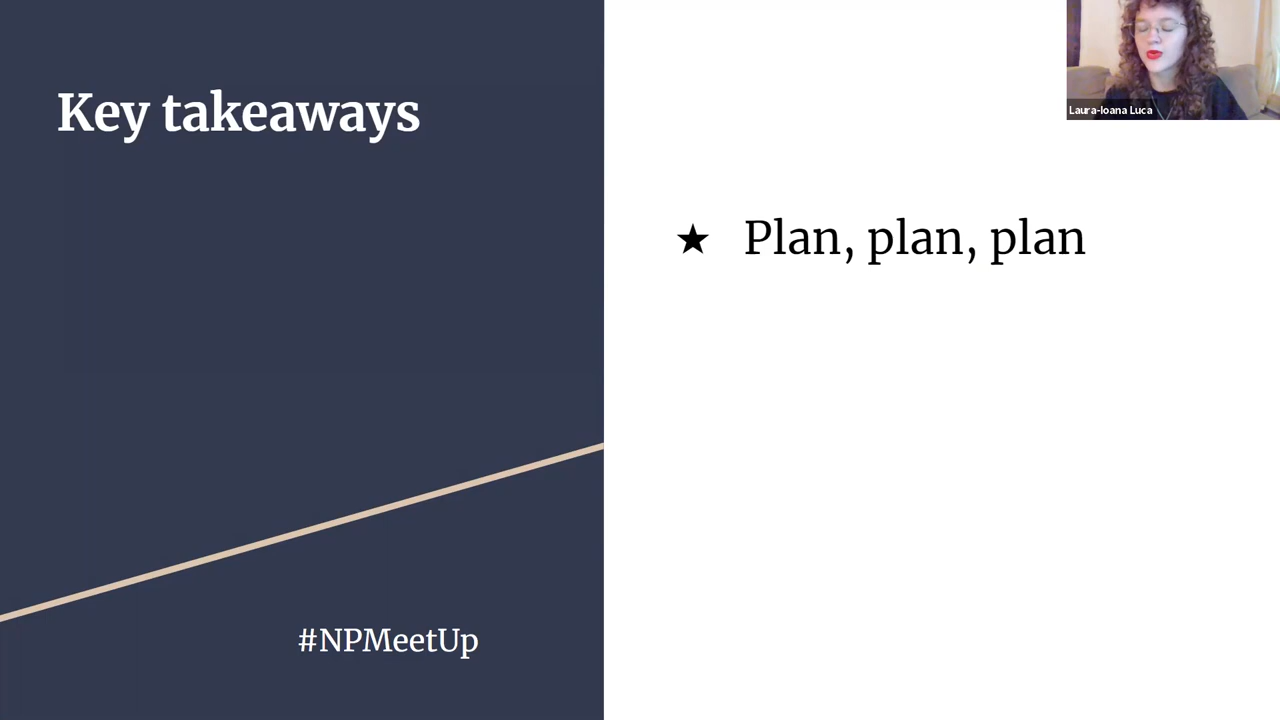 Key takeaways
★ Plan, plan, plan
#NPMeetUp
Laura-Ioana Luca